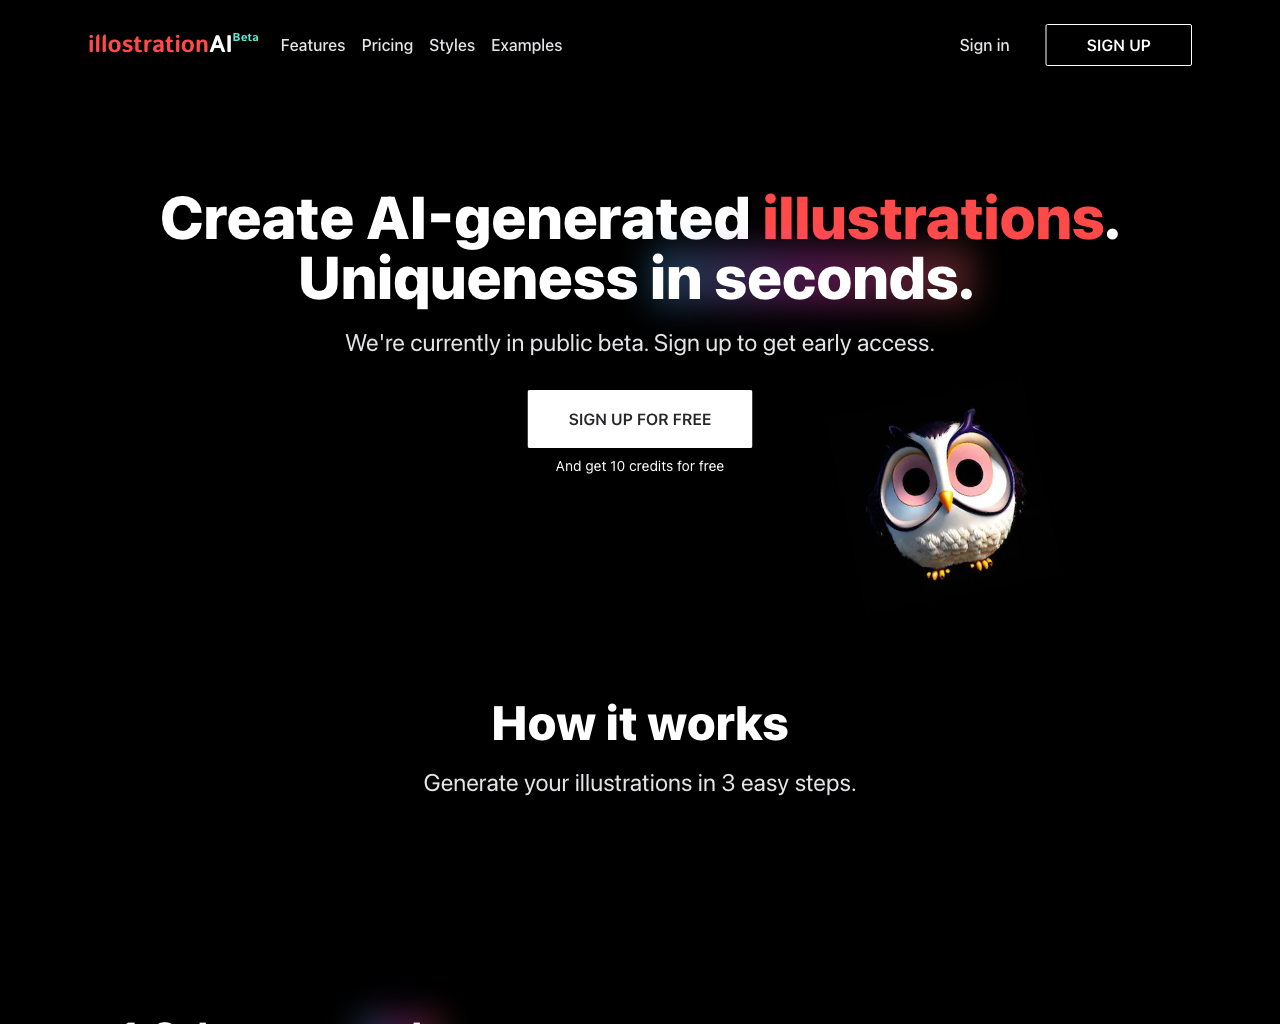 illostrationAI Beta
Features
Pricing
Styles
Examples
Sign in
SIGN UP
Create AI-generated illustrations.
Uniqueness in seconds.
We're currently in public beta. Sign up to get early access.
SIGN UP FOR FREE
And get 10 credits for free
How it works
Generate your illustrations in 3 easy steps.